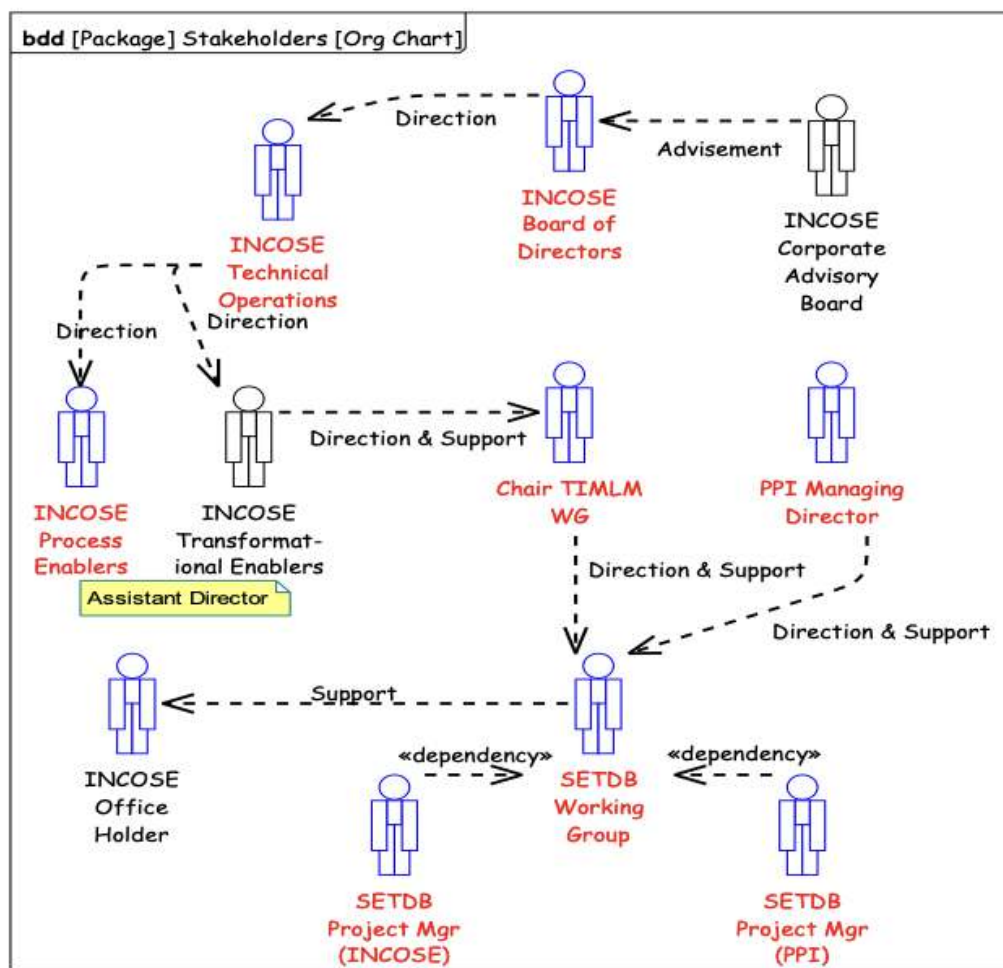 bdd [Package] Stakeholders [Org Chart]
Direction
Advisement
INCOSE
Board of
Directors
INCOSE
Corporate
Advisory
Board
INCOSE
Technical
Operations
Direction
Direction
Direction & Support
INCOSE
Process
Enablers
INCOSE
Transformat-
ional Enablers
Assistant Director
Chair TIMLM
WG
PPI Managing
Director
Direction & Support
Direction & Support
Support
INCOSE
Office
Holder
«dependency»
«dependency»
SETDB
Working
Group
SETDB
Project Mgr
(INCOSE)
SETDB
Project Mgr
(PPI)